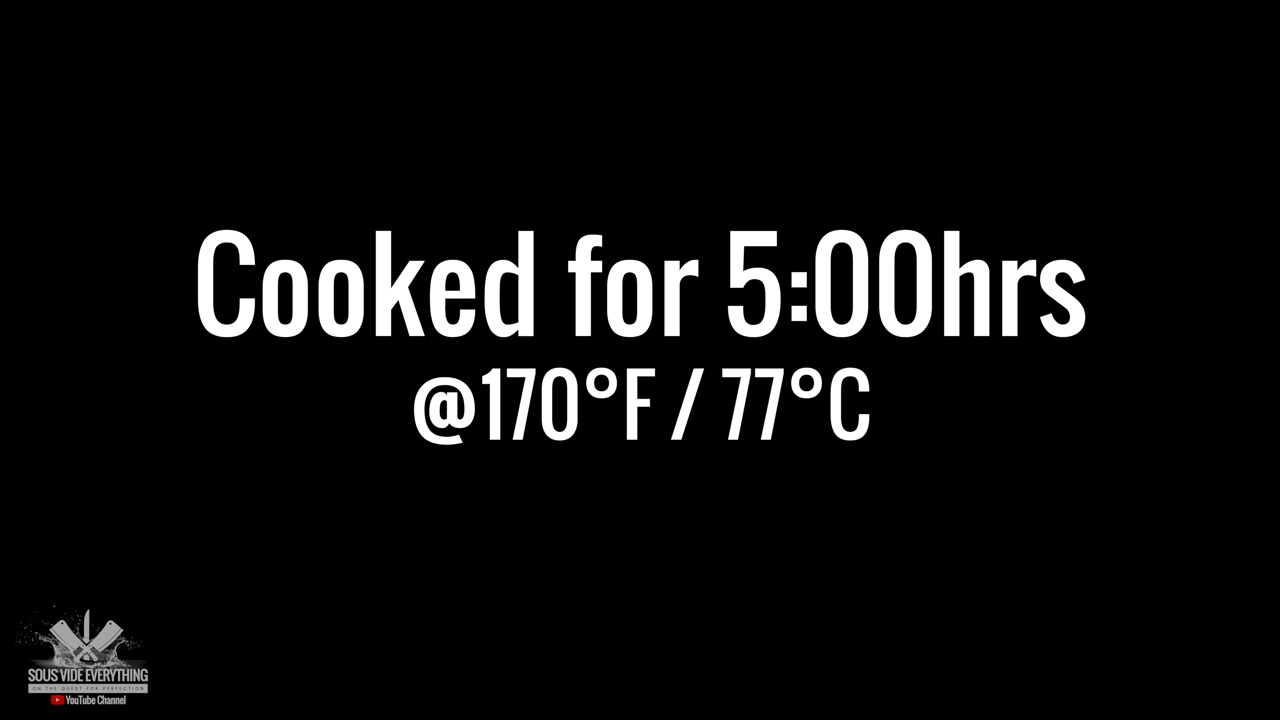 Cooked for 5:00hrs
@170°F / 77°C
SOUS VIDE EVERYTHING
ON THE QUEST FOR PERFECTION
YouTube Channel